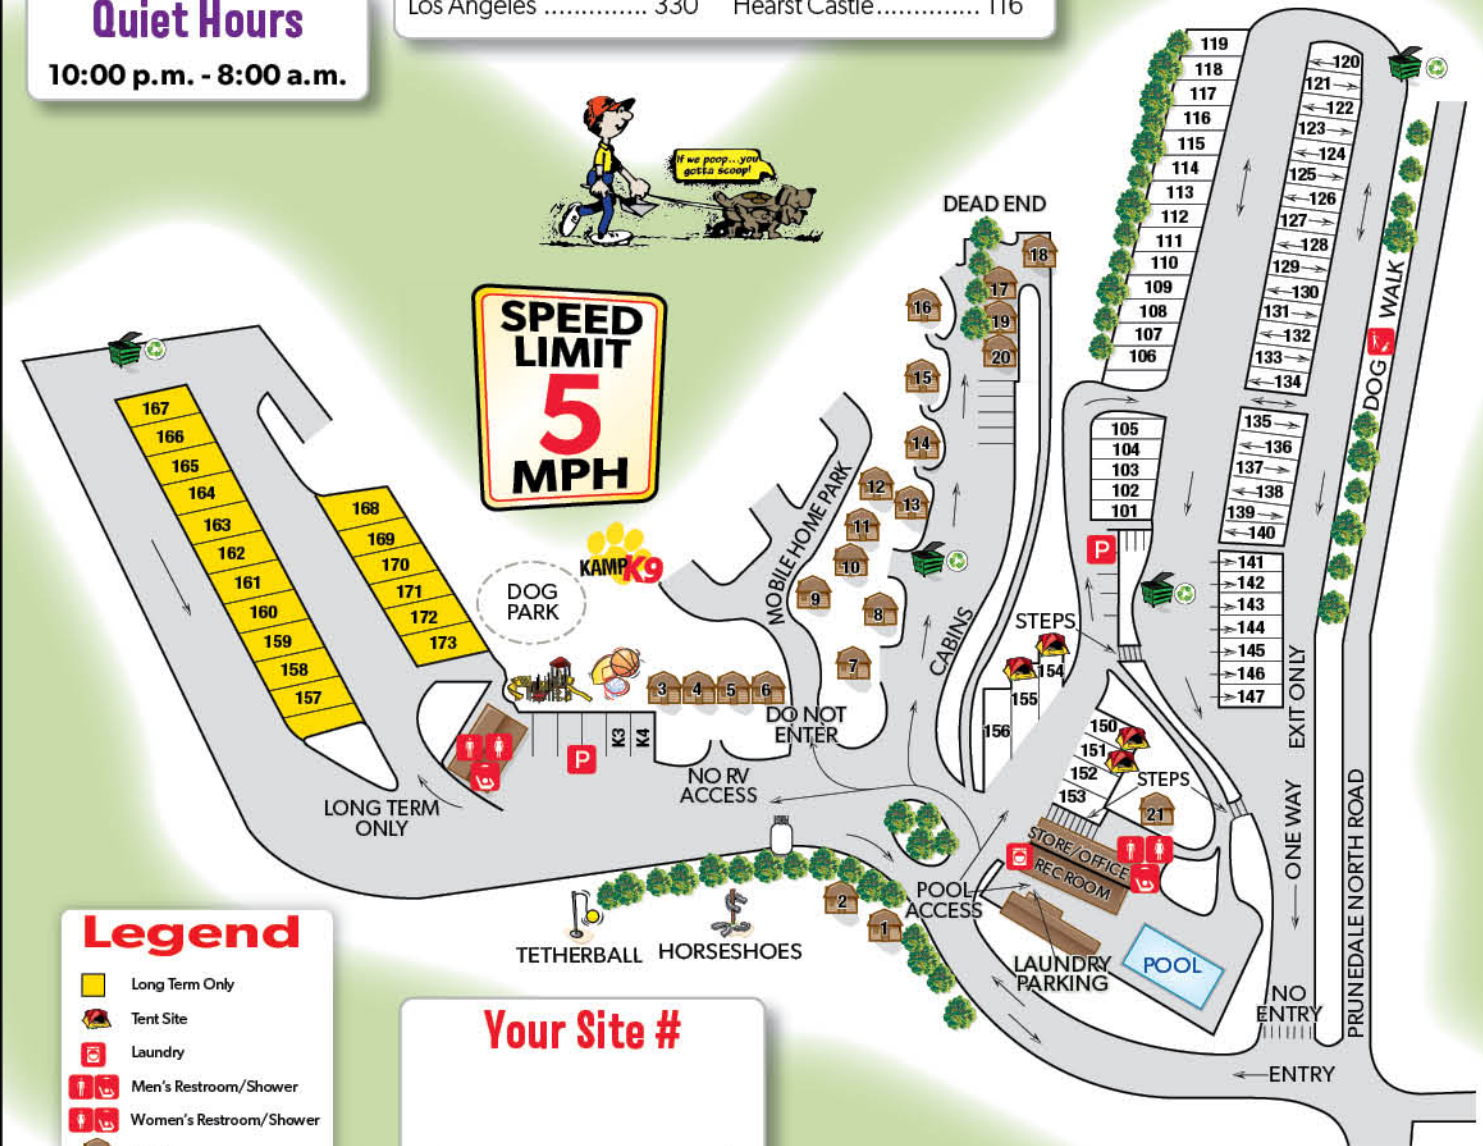 Quiet Hours
10:00 p.m. - 8:00 a.m.
Los Angeles .............. 330 Hearst Castle.............. 116
If we poop...you
gotta scoop!
SPEED
LIMIT
5
MPH
DEAD END
119
118
117
116
115
114
113
112
111
110
109
108
107
106
120
121
122
123
124
125
126
127
128
129
130
131
132
133
134
135
136
137
138
139
140
141
142
143
144
145
146
147
105
104
103
102
101
P
DOG WALK
18
17
16
19
20
15
14
12
13
11
10
9
8
7
MOBILE HOME PARK
CABINS
167
166
165
164
163
162
161
160
159
158
157
168
169
170
171
172
173
KAMP K9
DOG
PARK
3
4
5
6
DO NOT
ENTER
K3
K4
P
NO RV
ACCESS
LONG TERM
ONLY
STEPS
154
155
156
150
151
152
153
STEPS
21
STORE/OFFICE
REC ROOM
POOL
ACCESS
LAUNDRY
PARKING
POOL
2
1
TETHERBALL
HORSESHOES
ONE WAY EXIT ONLY
PRUNEDALE NORTH ROAD
NO
ENTRY
ENTRY
Legend
Long Term Only
Tent Site
Laundry
Men's Restroom/Shower
Women's Restroom/Shower
Your Site #